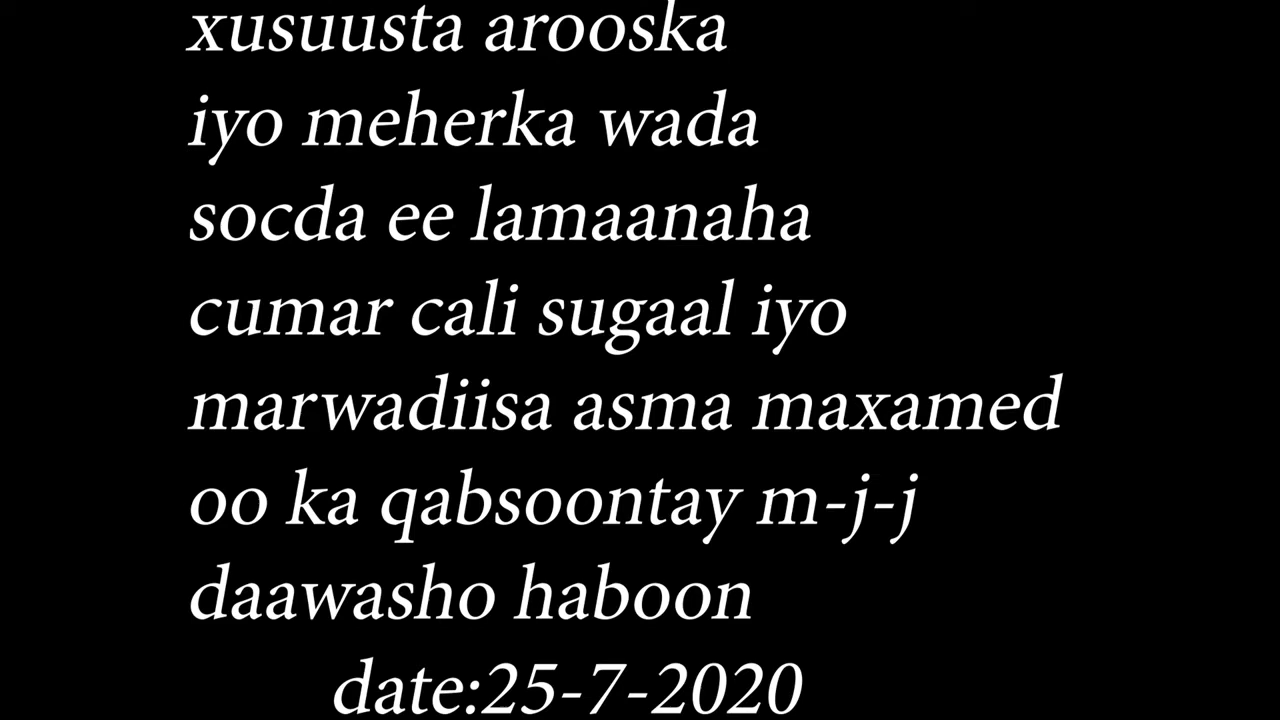 xusuusta arooska
iyo meherka wada
socda ee lamaanaha
cumar cali sugaal iyo
marwadiisa asma maxamed
oo ka qabsoontay m-j-j
daawasho haboon
date:25-7-2020